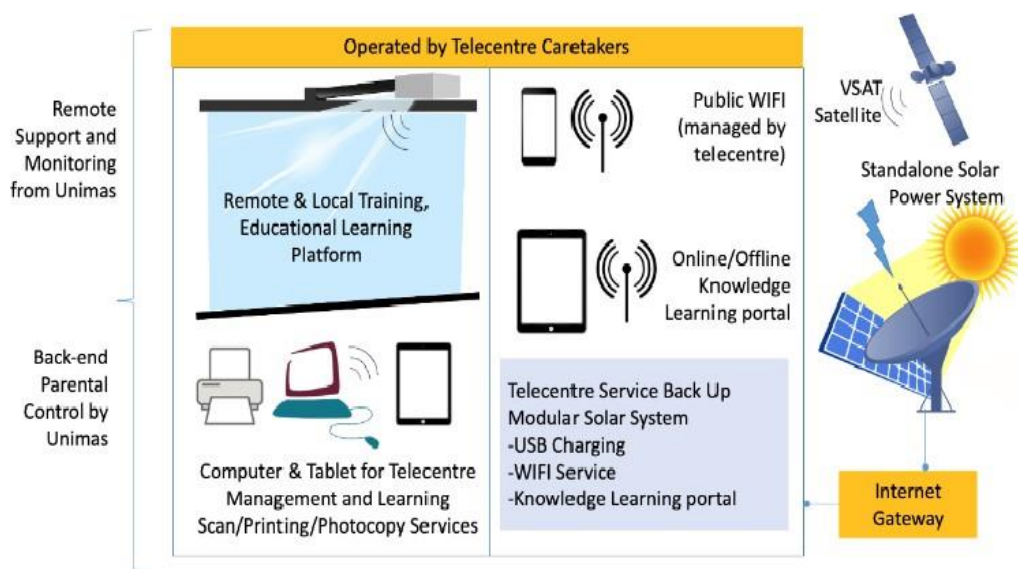 Operated by Telecentre Caretakers
Remote
Support and
Monitoring
from Unimas
Back-end
Parental
Control by
Unimas
Remote & Local Training,
Educational Learning
Platform
Computer & Tablet for Telecentre
Management and Learning
Scan/Printing/Photocopy Services
Public WIFI
(managed by
telecentre)
Online/Offline
Knowledge
Learning portal
Telecentre Service Back Up
Modular Solar System
-USB Charging
-WIFI Service
-Knowledge Learning portal
VSAT
Satellite
Standalone Solar
Power System
Internet
Gateway